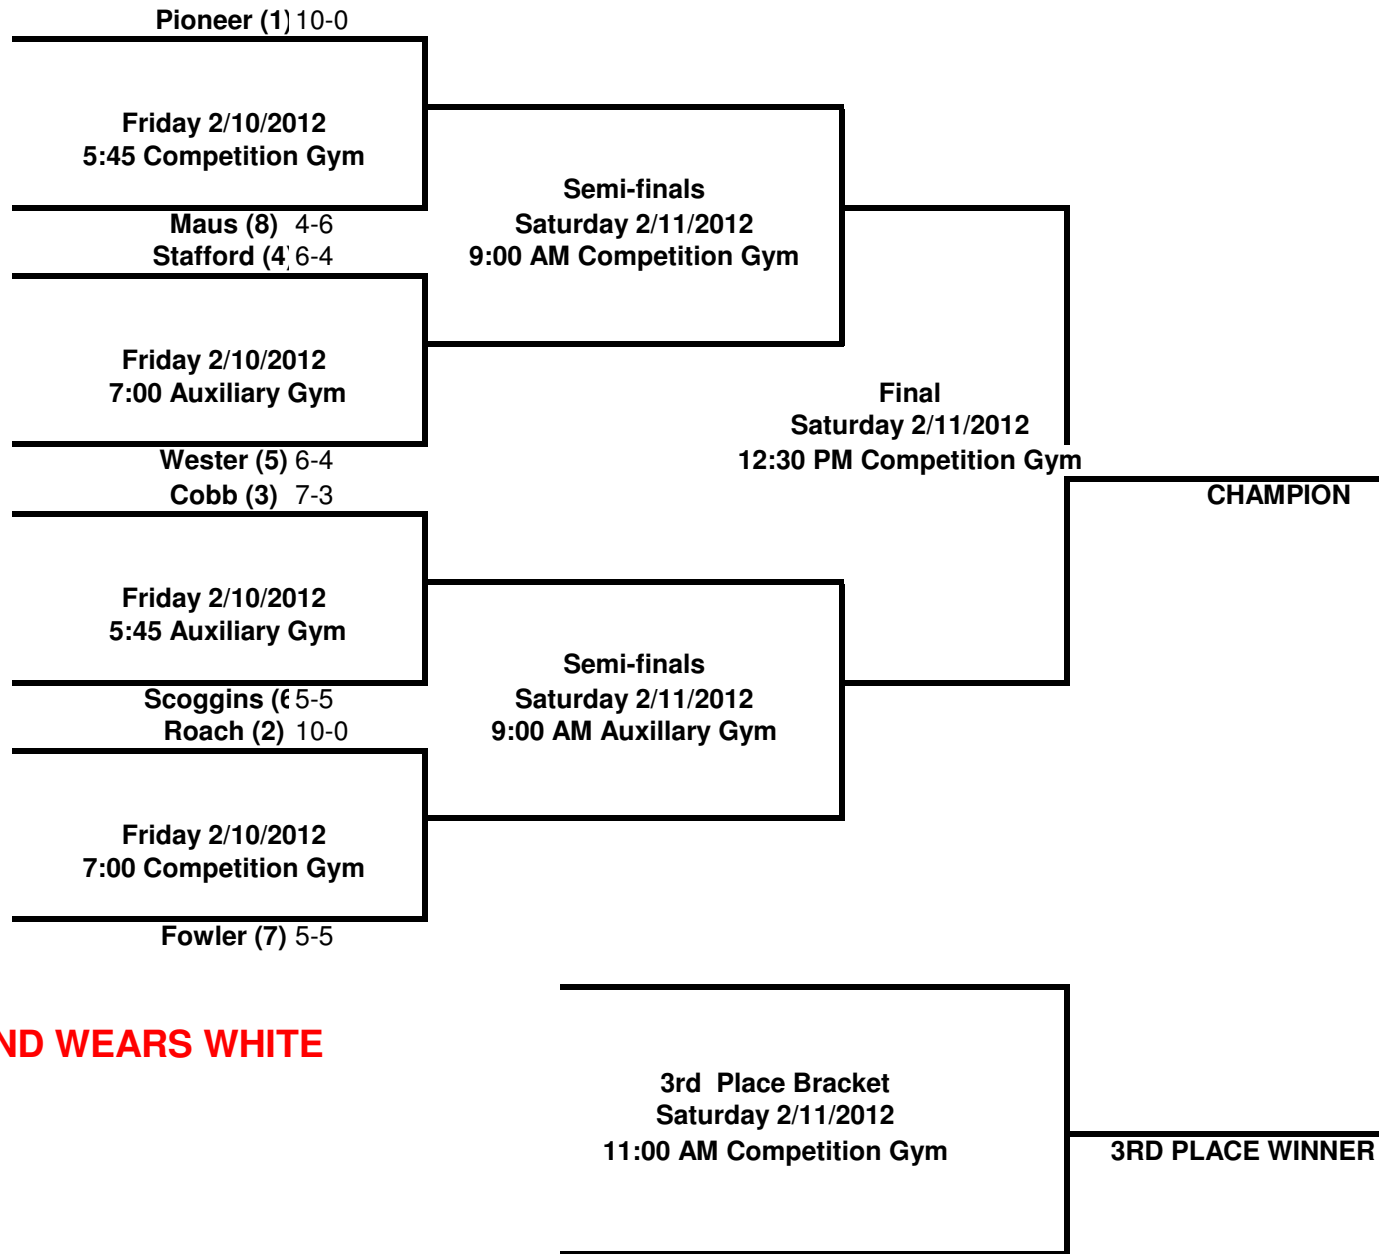 Pioneer (1) 10-0
Friday 2/10/2012
5:45 Competition Gym
Maus (8) 4-6
Stafford (4) 6-4
Friday 2/10/2012
7:00 Auxiliary Gym
Wester (5) 6-4
Cobb (3) 7-3
Friday 2/10/2012
5:45 Auxiliary Gym
Scoggins (6 5-5
Roach (2) 10-0
Friday 2/10/2012
7:00 Competition Gym
Fowler (7) 5-5
Semi-finals
Saturday 2/11/2012
9:00 AM Competition Gym
Semi-finals
Saturday 2/11/2012
9:00 AM Auxillary Gym
Final
Saturday 2/11/2012
12:30 PM Competition Gym
CHAMPION
ND WEARS WHITE
3rd Place Bracket
Saturday 2/11/2012
11:00 AM Competition Gym
3RD PLACE WINNER